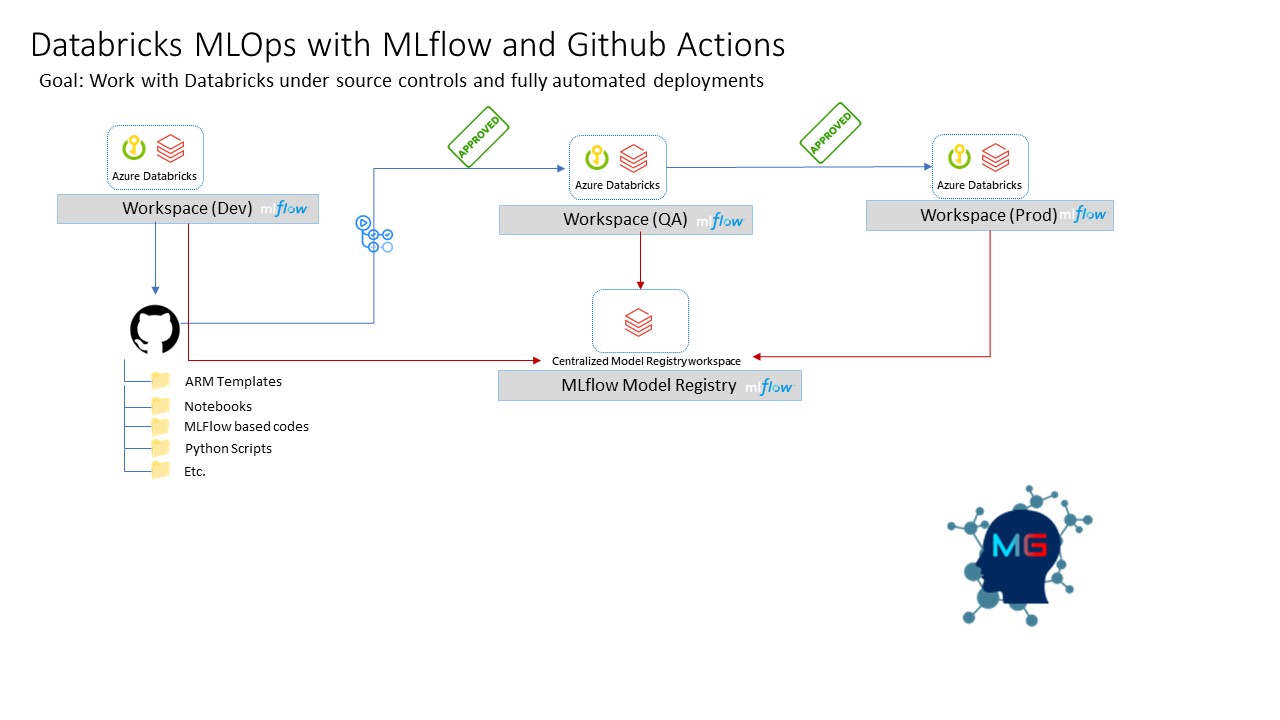 Databricks MLOps with MLflow and Github Actions
Goal: Work with Databricks under source controls and fully automated deployments
APPROVED
APPROVED
Azure Databricks
Azure Databricks
Azure Databricks
Workspace (Dev) mlflow
Workspace (QA) mlflow
Workspace (Prod) mlflow
Centralized Model Registry workspace
MLflow Model Registry mlflow
ARM Templates
Notebooks
MLFlow based codes
Python Scripts
Etc.
MG